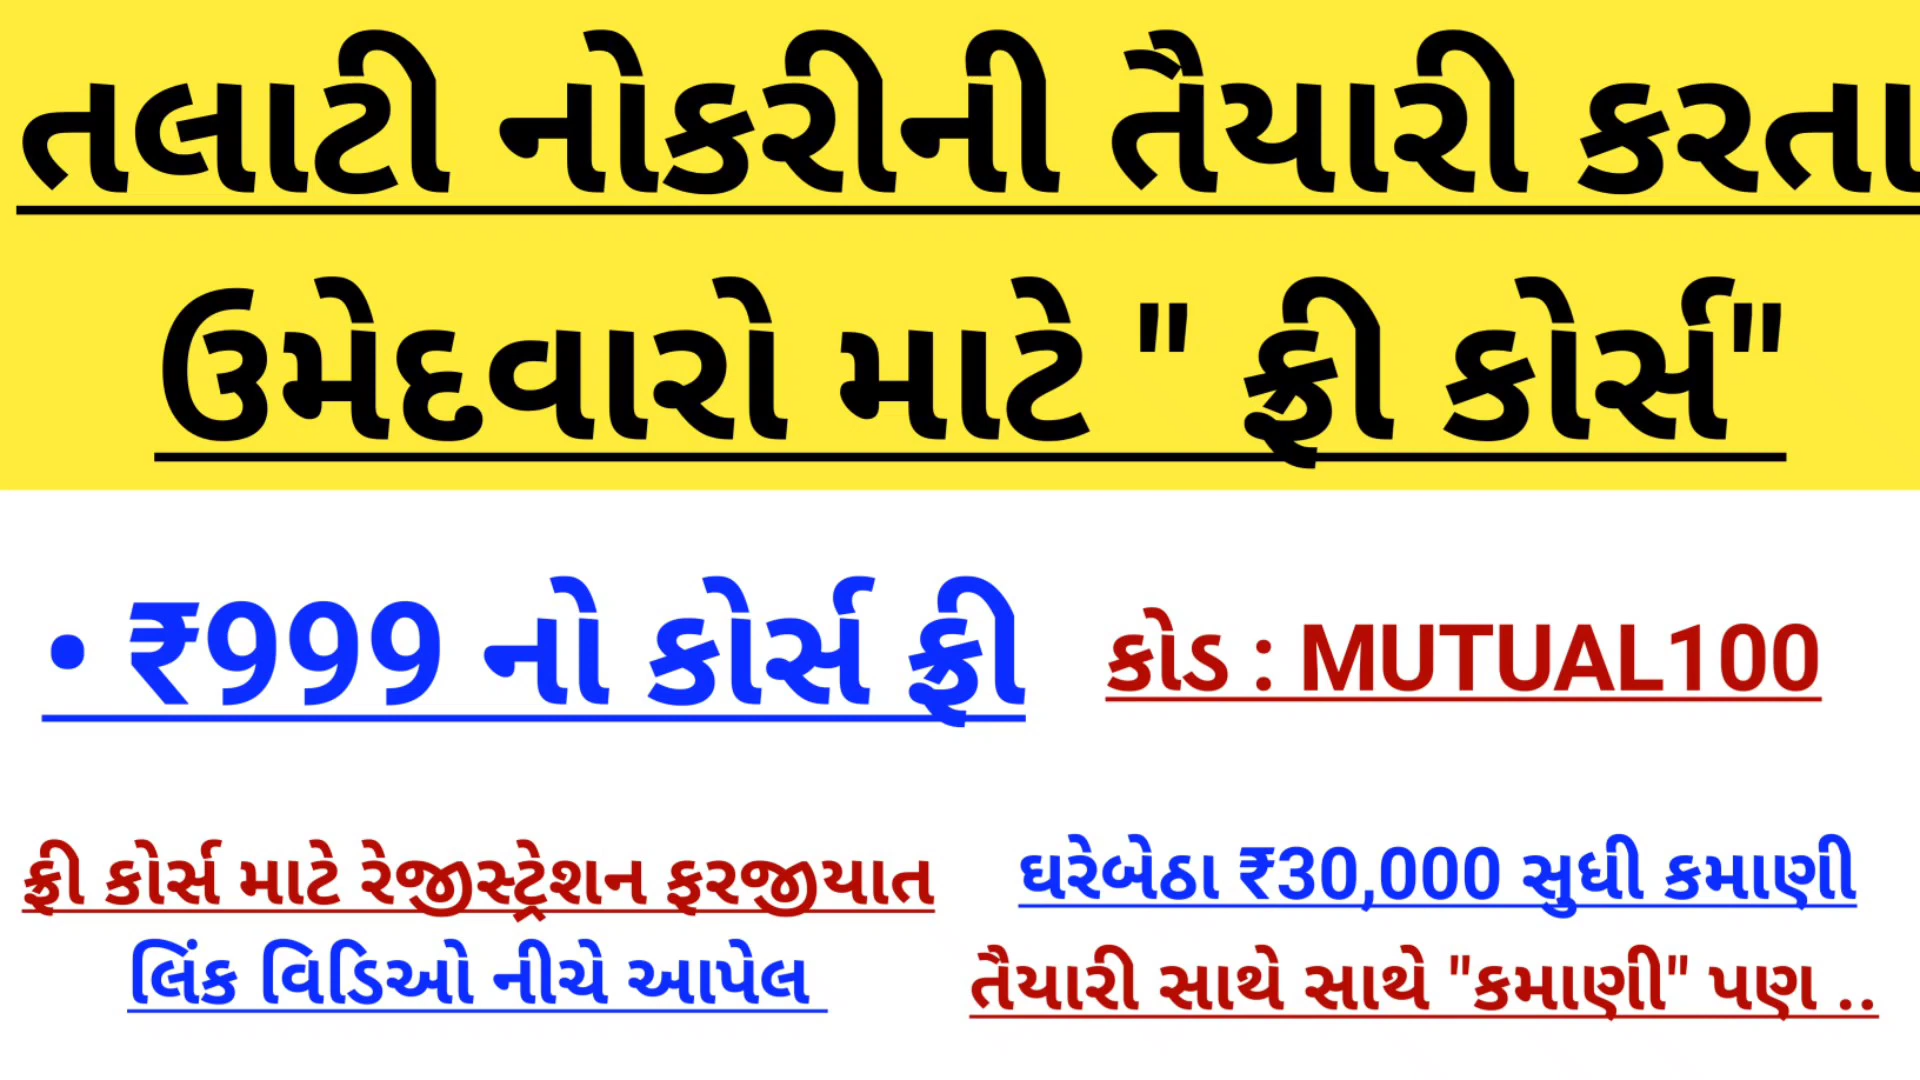 તલાટી નોકરીની તૈયારી કરતા
ઉમેદવારો માટે " ફ્રી કોર્સ"
• ₹999 નો કોર્સ ફ્રી
કોડ : MUTUAL100
ફ્રી કોર્સ માટે રેજીસ્ટ્રેશન ફરજીયાત
લિંક વિડિઓ નીચે આપેલ
ઘરેબેઠા ₹30,000 સુધી કમાણી
તૈયારી સાથે સાથે "કમાણી" પણ ..